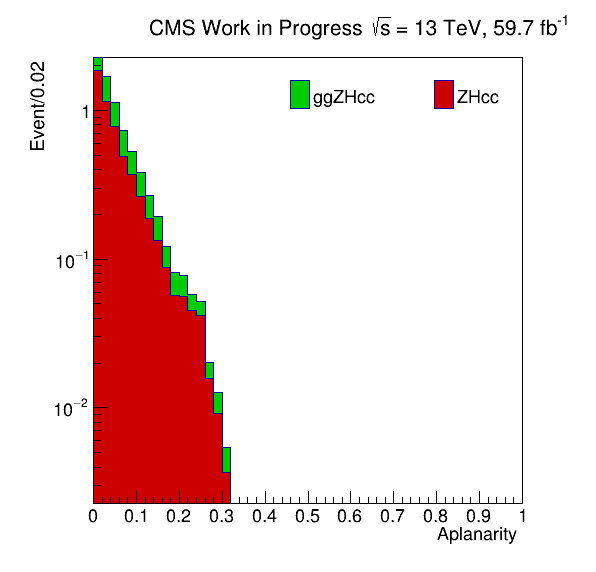 CMS Work in Progress √s = 13 TeV, 59.7 fb⁻¹
Event/0.02
ggZHcc ZHcc
1
10⁻¹
10⁻²
0 0.1 0.2 0.3 0.4 0.5 0.6 0.7 0.8 0.9 1
Aplanarity